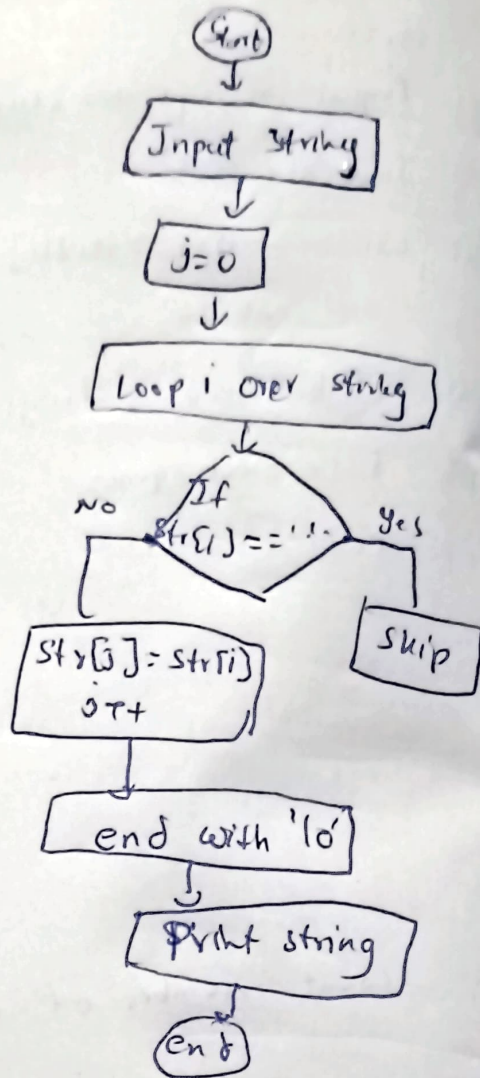 Start
Input string
j=0
Loop i over string
If
Str[i] == ' '
NO
Yes
Str[j] = Str[i]
j++
Skip
end with '\0'
Print string
end